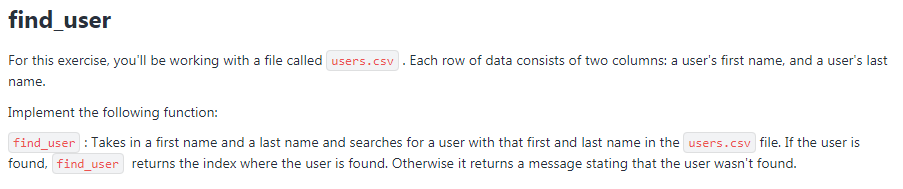 find_user
For this exercise, you'll be working with a file called users.csv . Each row of data consists of two columns: a user's first name, and a user's last
name.
Implement the following function:
find_user : Takes in a first name and a last name and searches for a user with that first and last name in the users.csv file. If the user is
found, find_user returns the index where the user is found. Otherwise it returns a message stating that the user wasn't found.